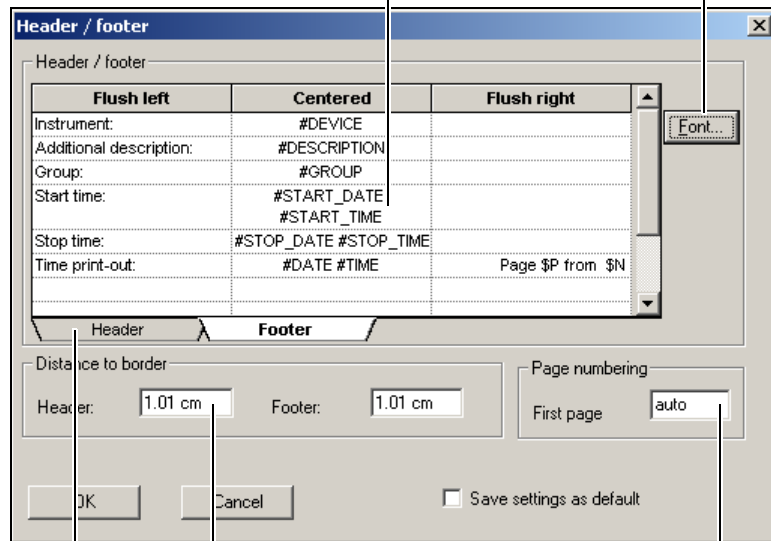 Header / footer
Header / footer
Flush left Centered Flush right
Instrument: #DEVICE
Additional description: #DESCRIPTION
Group: #GROUP
Start time: #START_DATE
#START_TIME
Stop time: #STOP_DATE #STOP_TIME
Time print-out: #DATE #TIME Page $P from $N
Font...
Header Footer
Distance to border
Header: 1.01 cm Footer: 1.01 cm
Page numbering
First page auto
OK Cancel Save settings as default